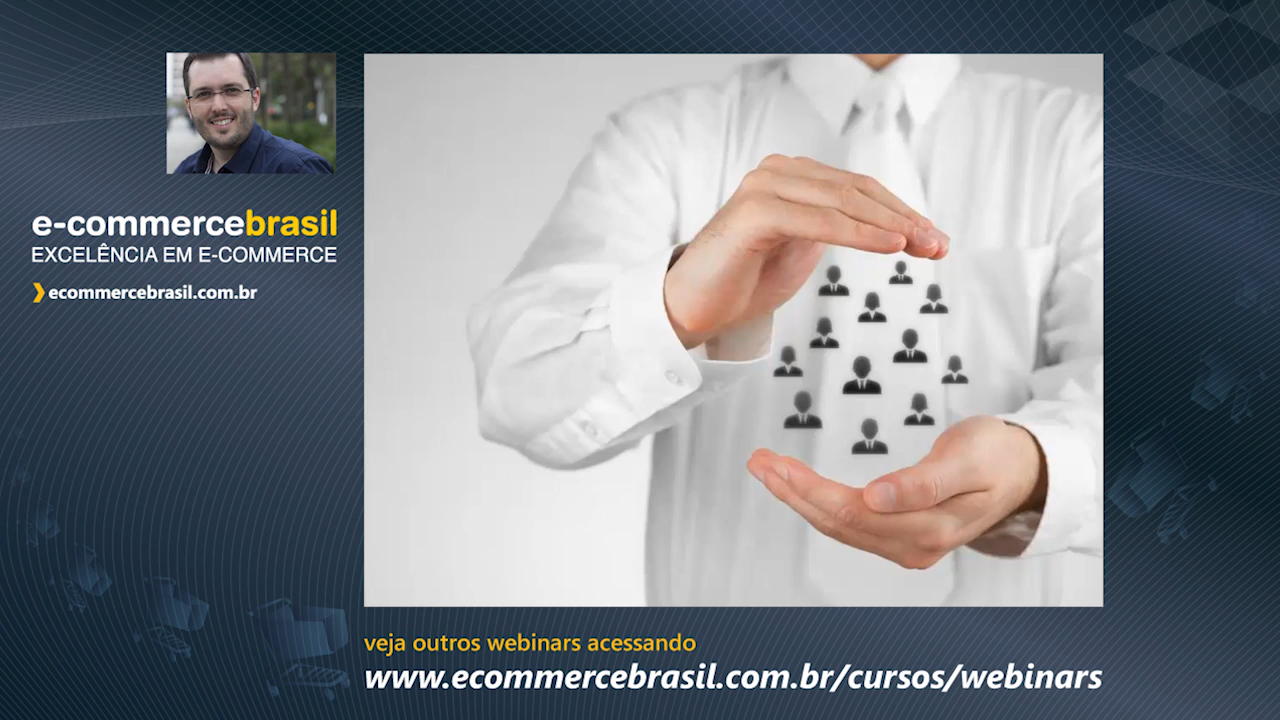 e-commercebrasil
EXCELÊNCIA EM E-COMMERCE
ecommercebrasil.com.br
veja outros webinars acessando
www.ecommercebrasil.com.br/cursos/webinars